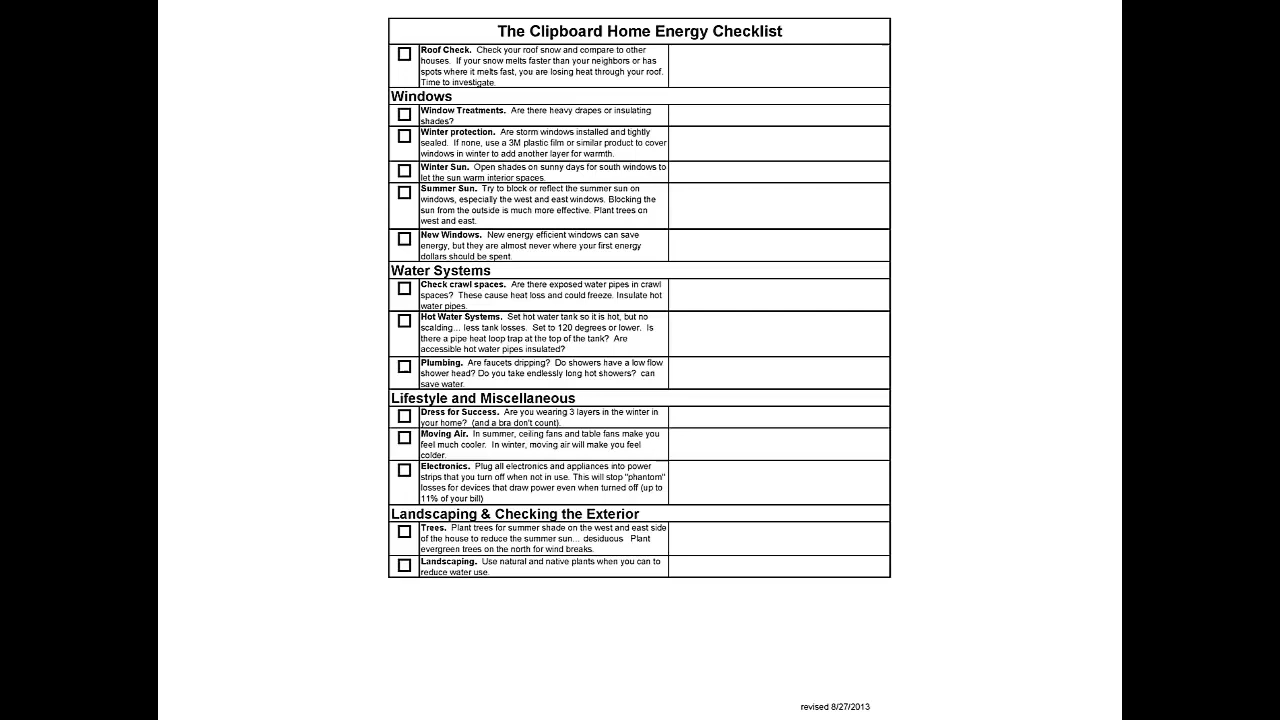 The Clipboard Home Energy Checklist
Roof Check. Check your roof snow and compare to other
houses. If your snow melts faster than your neighbors or has
spots where it melts fast, you are losing heat through your roof.
Time to investigate.
Windows
Window Treatments. Are there heavy drapes or insulating
shades?
Winter protection. Are storm windows installed and tightly
sealed. If none, use a 3M plastic film or similar product to cover
windows in winter to add another layer for warmth.
Winter Sun. Open shades on sunny days for south windows to
let the sun warm interior spaces.
Summer Sun. Try to block or reflect the summer sun on
windows, especially the west and east windows. Blocking the
sun from the outside is much more effective. Plant trees on
west and east.
New Windows. New energy efficient windows can save
energy, but they are almost never where your first energy
dollars should be spent.
Water Systems
Check crawl spaces. Are there exposed water pipes in crawl
spaces? These cause heat loss and could freeze. Insulate hot
water pipes.
Hot Water Systems. Set hot water tank so it is hot, but no
scalding... less tank losses. Set to 120 degrees or lower. Is
there a pipe heat loop trap at the top of the tank? Are
accessible hot water pipes insulated?
Plumbing. Are faucets dripping? Do showers have a low flow
shower head? Do you take endlessly long hot showers? can
save water.
Lifestyle and Miscellaneous
Dress for Success. Are you wearing 3 layers in the winter in
your home? (and a bra don't count).
Moving Air. In summer, ceiling fans and table fans make you
feel much cooler. In winter, moving air will make you feel
colder.
Electronics. Plug all electronics and appliances into power
strips that you turn off when not in use. This will stop "phantom"
losses for devices that draw power even when turned off (up to
11% of your bill)
Landscaping & Checking the Exterior
Trees. Plant trees for summer shade on the west and east side
of the house to reduce the summer sun... desiduous Plant
evergreen trees on the north for wind breaks.
Landscaping. Use natural and native plants when you can to
reduce water use.
revised 8/27/2013